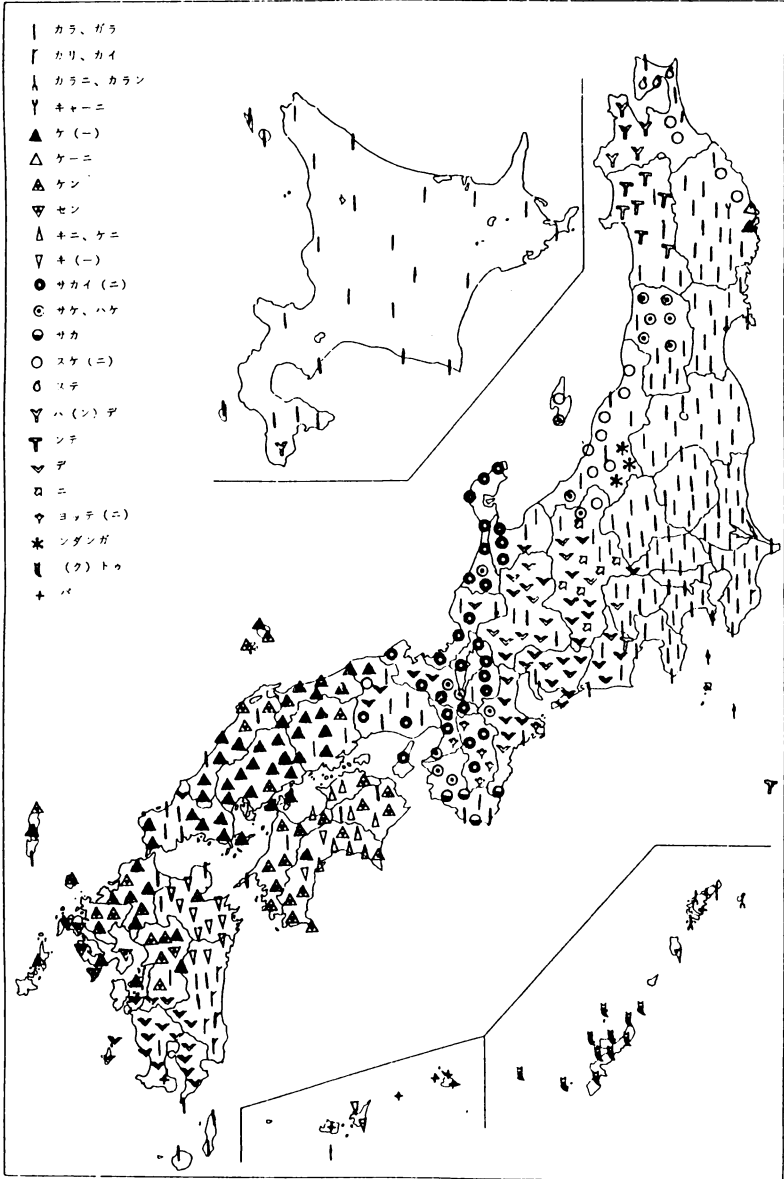 カラ、ガラ
カリ、カイ
カラニ、カラン
キャーニ
ケ(ー)
ケーニ
ケン
セン
キニ、ケニ
キ(ー)
サカイ(ニ)
サケ、ハケ
サカ
スケ(ニ)
ステ
ハ(ン)デ
ンテ
デ
ニ
ヨッテ(ニ)
ンダンガ
(ク)トゥ
バ